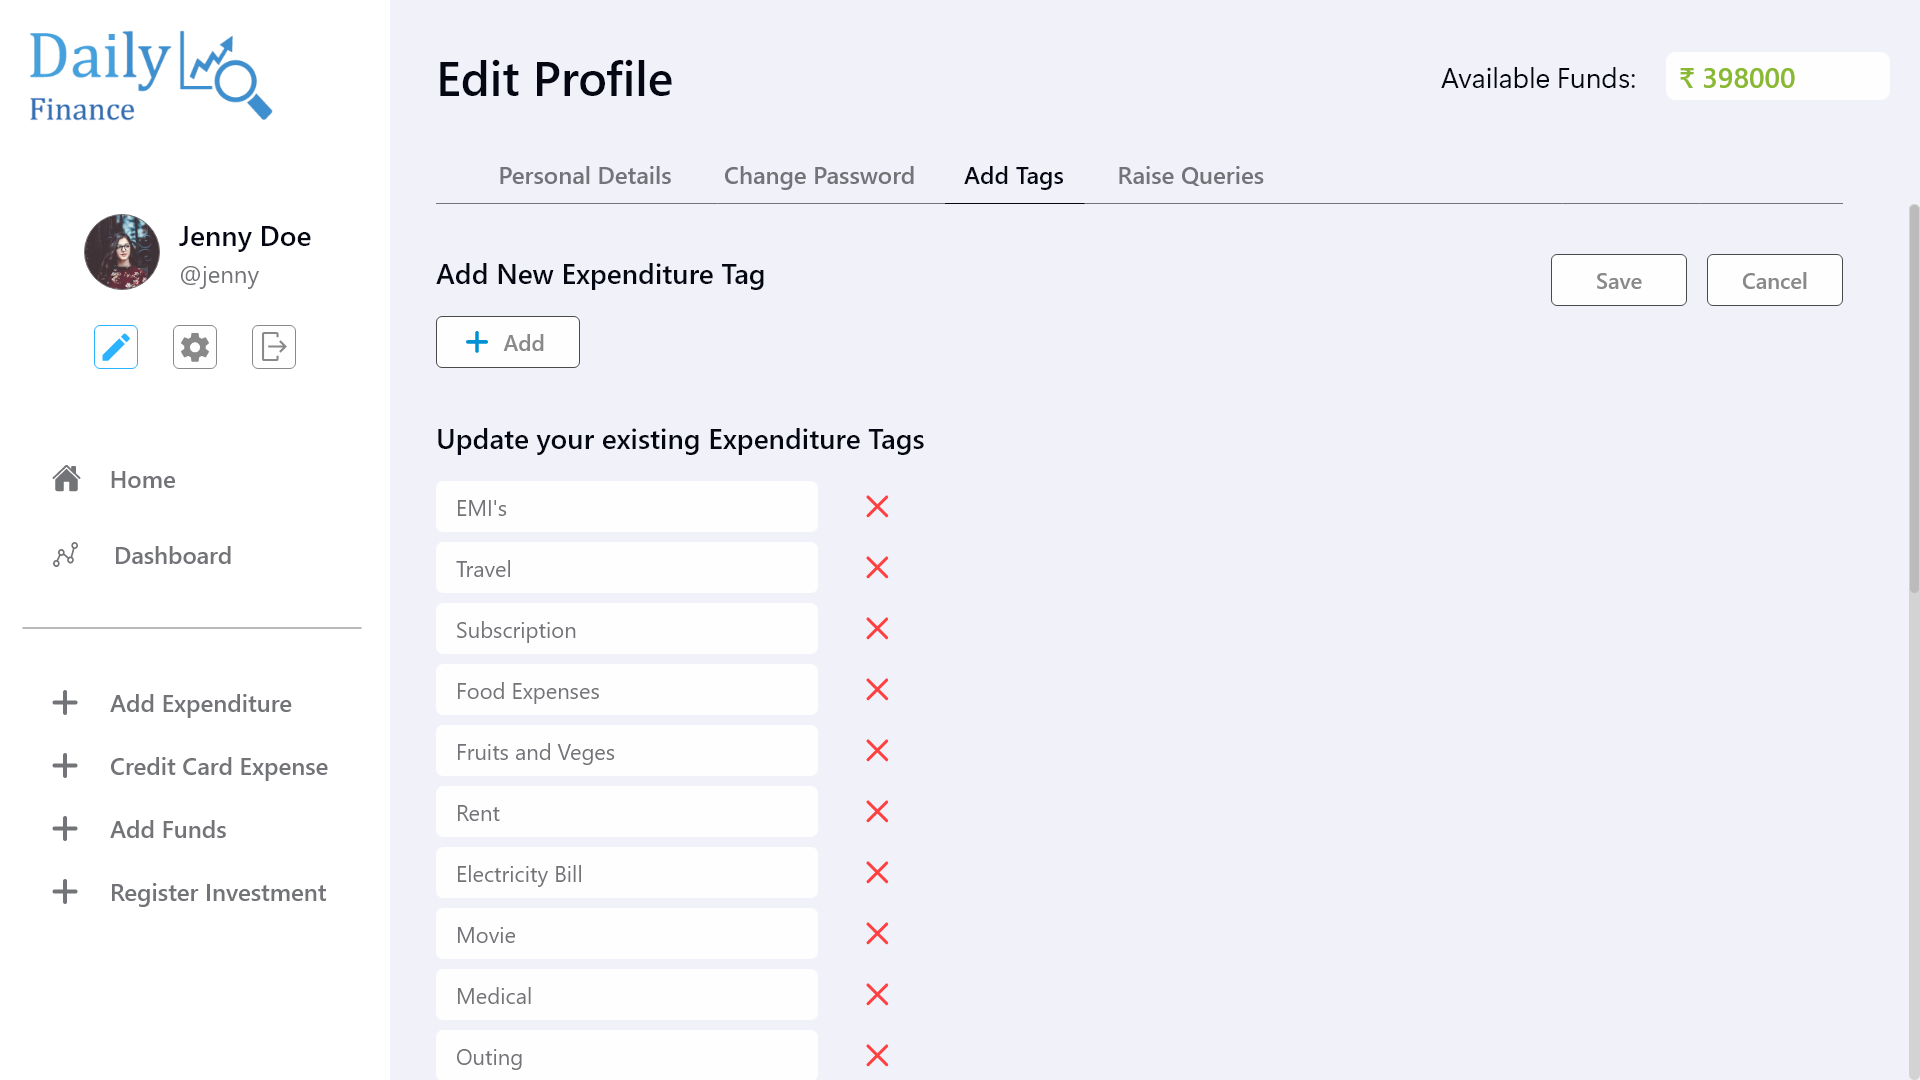 Daily
Finance
Jenny Doe
@jenny
Home
Dashboard
Add Expenditure
Credit Card Expense
Add Funds
Register Investment
Edit Profile
Available Funds: ₹ 398000
Personal Details Change Password Add Tags Raise Queries
Add New Expenditure Tag
Save Cancel
Add
Update your existing Expenditure Tags
EMI's
Travel
Subscription
Food Expenses
Fruits and Veges
Rent
Electricity Bill
Movie
Medical
Outing